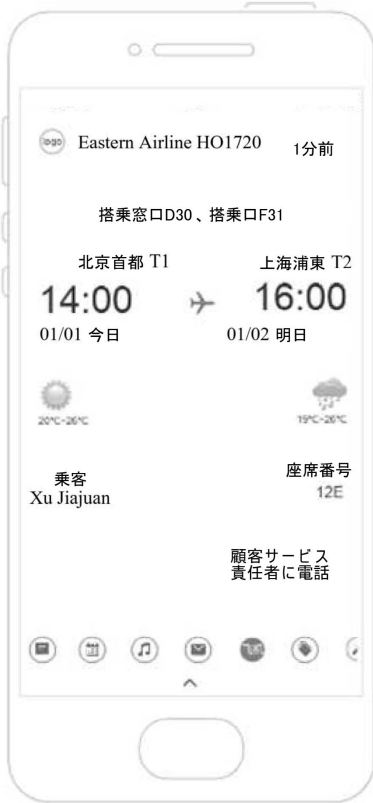 logo
Eastern Airline HO1720
1分前
搭乗窓口D30、搭乗口F31
北京首都 T1
上海浦東 T2
14:00
16:00
01/01 今日
01/02 明日
20℃-26℃
19℃-26℃
乗客
Xu Jiajuan
座席番号
12E
顧客サービス
責任者に電話